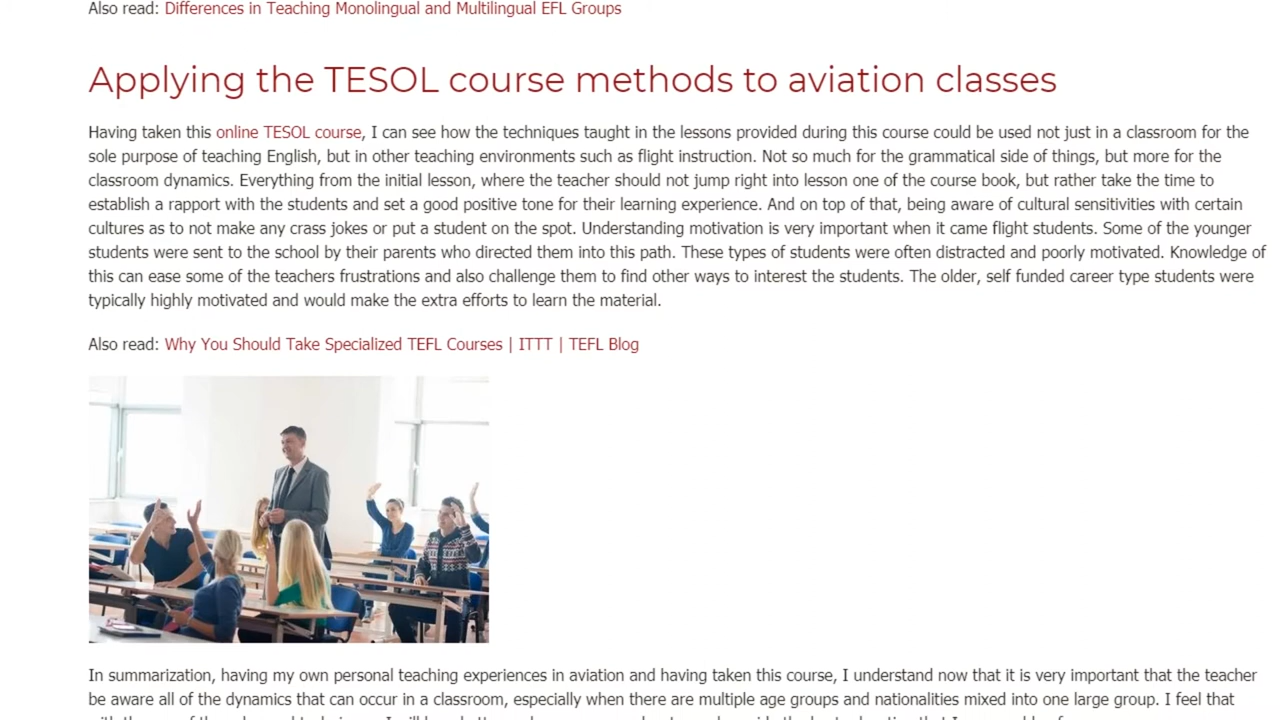 Also read: Differences in Teaching Monolingual and Multilingual EFL Groups
Applying the TESOL course methods to aviation classes
Having taken this online TESOL course, I can see how the techniques taught in the lessons provided during this course could be used not just in a classroom for the
sole purpose of teaching English, but in other teaching environments such as flight instruction. Not so much for the grammatical side of things, but more for the
classroom dynamics. Everything from the initial lesson, where the teacher should not jump right into lesson one of the course book, but rather take the time to
establish a rapport with the students and set a good positive tone for their learning experience. And on top of that, being aware of cultural sensitivities with certain
cultures as to not make any crass jokes or put a student on the spot. Understanding motivation is very important when it came flight students. Some of the younger
students were sent to the school by their parents who directed them into this path. These types of students were often distracted and poorly motivated. Knowledge of
this can ease some of the teachers frustrations and also challenge them to find other ways to interest the students. The older, self funded career type students were
typically highly motivated and would make the extra efforts to learn the material.
Also read: Why You Should Take Specialized TEFL Courses | ITTT | TEFL Blog
In summarization, having my own personal teaching experiences in aviation and having taken this course, I understand now that it is very important that the teacher
be aware all of the dynamics that can occur in a classroom, especially when there are multiple age groups and nationalities mixed into one large group. I feel that